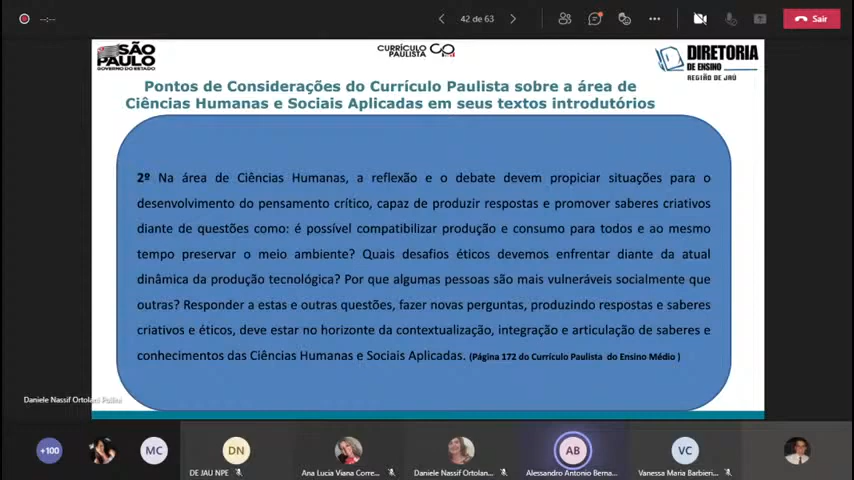 --:--
42 de 63
Sair
SÃO PAULO
GOVERNO DO ESTADO
CURRÍCULO
PAULISTA
DIRETORIA
DE ENSINO
REGIÃO DE JAÚ
Pontos de Considerações do Currículo Paulista sobre a área de
Ciências Humanas e Sociais Aplicadas em seus textos introdutórios
2º Na área de Ciências Humanas, a reflexão e o debate devem propiciar situações para o
desenvolvimento do pensamento crítico, capaz de produzir respostas e promover saberes criativos
diante de questões como: é possível compatibilizar produção e consumo para todos e ao mesmo
tempo preservar o meio ambiente? Quais desafios éticos devemos enfrentar diante da atual
dinâmica da produção tecnológica? Por que algumas pessoas são mais vulneráveis socialmente que
outras? Responder a estas e outras questões, fazer novas perguntas, produzindo respostas e saberes
criativos e éticos, deve estar no horizonte da contextualização, integração e articulação de saberes e
conhecimentos das Ciências Humanas e Sociais Aplicadas. (Página 172 do Currículo Paulista do Ensino Médio )
Daniele Nassif Ortolani
+100
MC
DN
AB
VC
DE JAU NPE
Ana Lucia Viana Corre...
Daniele Nassif Ortolan...
Alessandro Antonio Berna...
Vanessa Maria Barbieri...